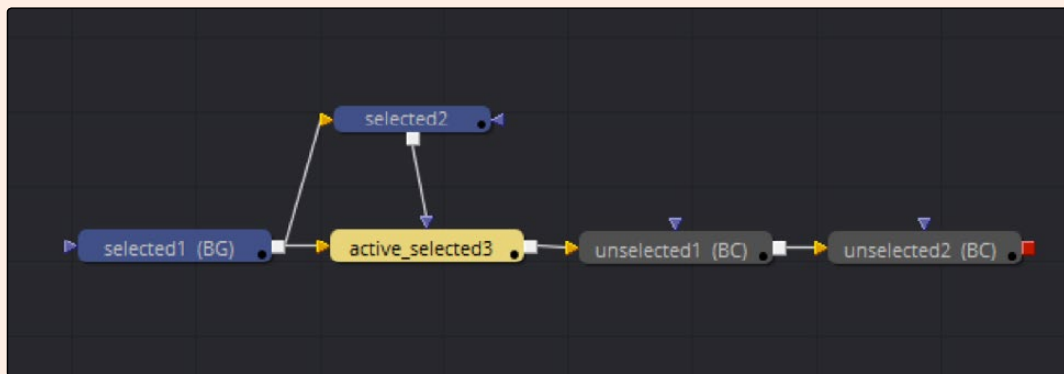 selected2
selected1 (BG)
active_selected3
unselected1 (BC)
unselected2 (BC)